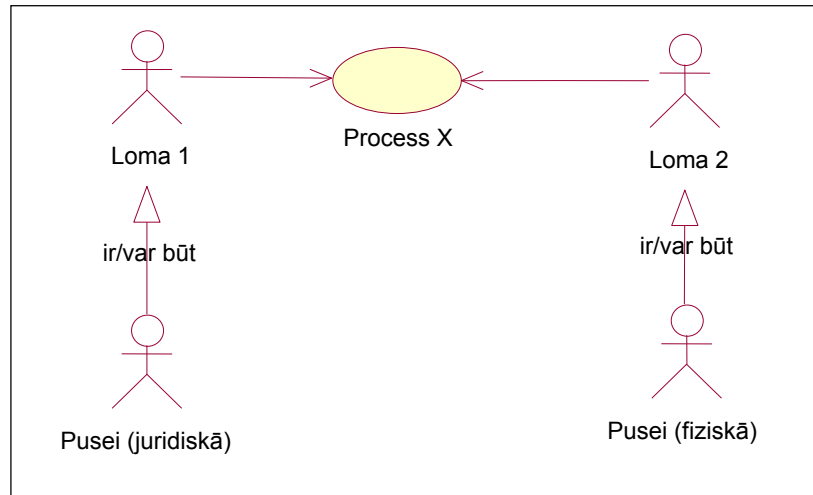 Process X
Loma 1
Loma 2
ir/var būt
ir/var būt
Pusei (juridiskā)
Pusei (fiziskā)